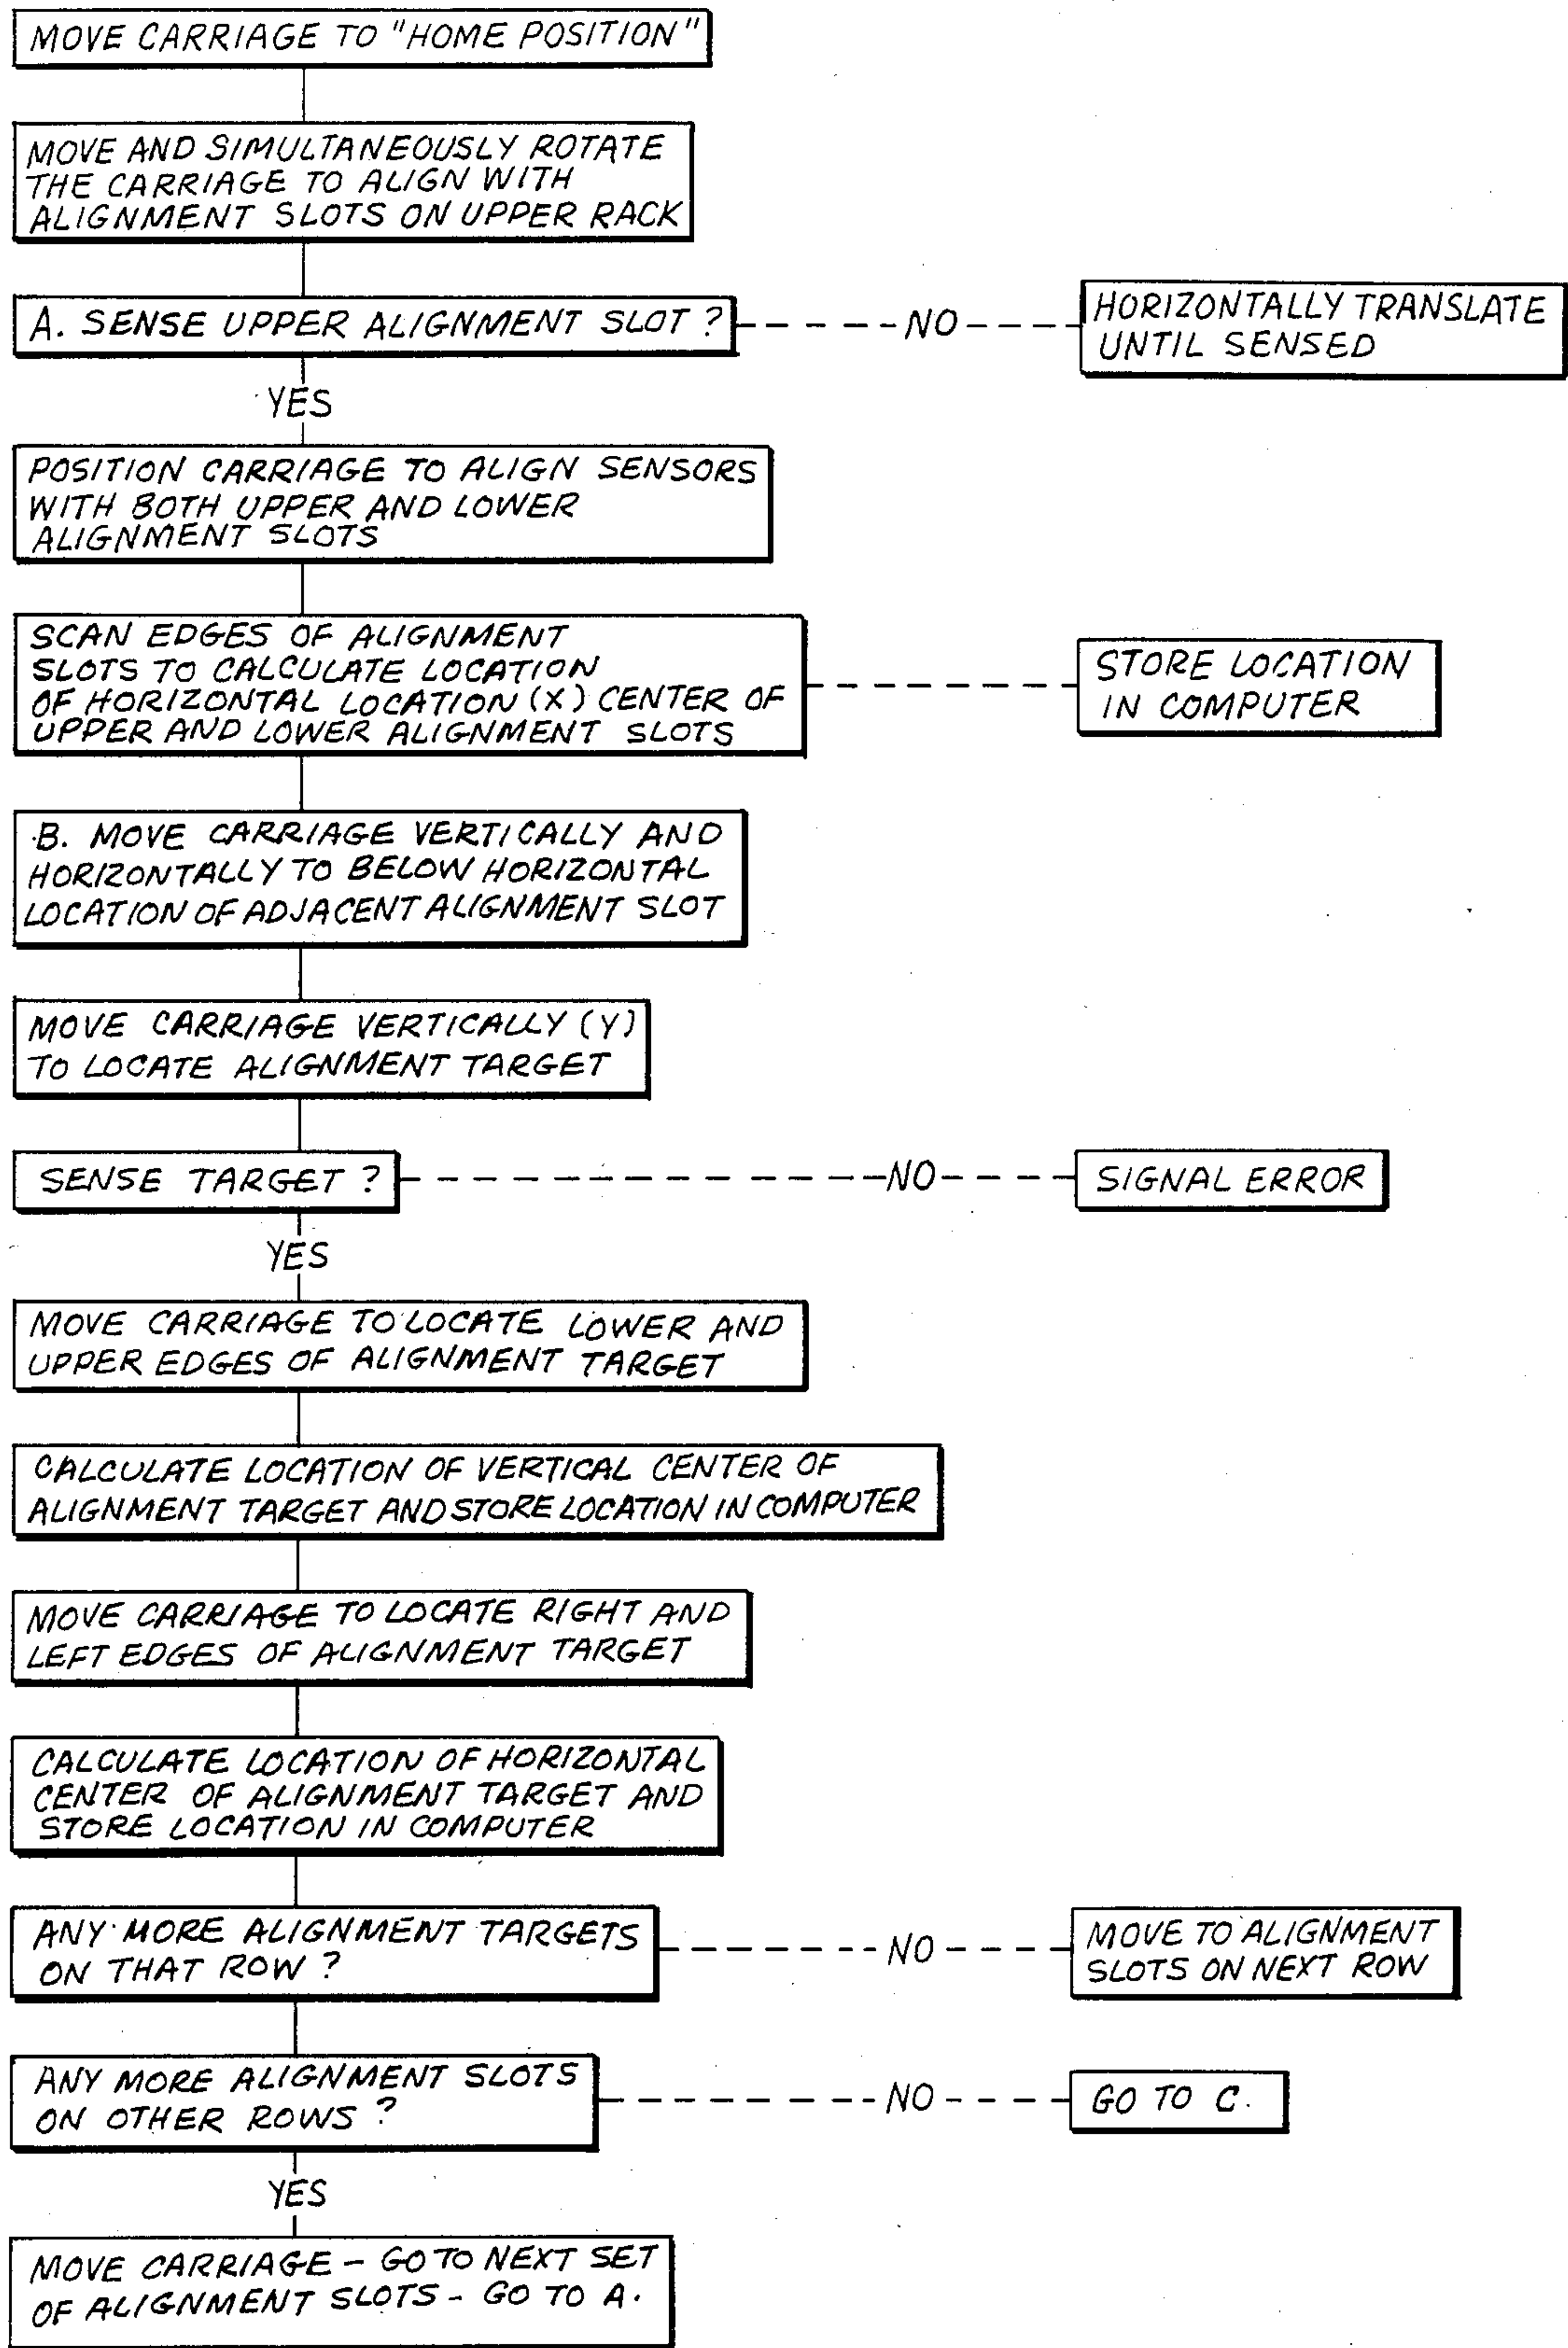 MOVE CARRIAGE TO "HOME POSITION"
MOVE AND SIMULTANEOUSLY ROTATE
THE CARRIAGE TO ALIGN WITH
ALIGNMENT SLOTS ON UPPER RACK
A. SENSE UPPER ALIGNMENT SLOT ?
NO
HORIZONTALLY TRANSLATE
UNTIL SENSED
YES
POSITION CARRIAGE TO ALIGN SENSORS
WITH BOTH UPPER AND LOWER
ALIGNMENT SLOTS
SCAN EDGES OF ALIGNMENT
SLOTS TO CALCULATE LOCATION
OF HORIZONTAL LOCATION (X) CENTER OF
UPPER AND LOWER ALIGNMENT SLOTS
STORE LOCATION
IN COMPUTER
B. MOVE CARRIAGE VERTICALLY AND
HORIZONTALLY TO BELOW HORIZONTAL
LOCATION OF ADJACENT ALIGNMENT SLOT
MOVE CARRIAGE VERTICALLY (Y)
TO LOCATE ALIGNMENT TARGET
SENSE TARGET ?
NO
SIGNAL ERROR
YES
MOVE CARRIAGE TO LOCATE LOWER AND
UPPER EDGES OF ALIGNMENT TARGET
CALCULATE LOCATION OF VERTICAL CENTER OF
ALIGNMENT TARGET AND STORE LOCATION IN COMPUTER
MOVE CARRIAGE TO LOCATE RIGHT AND
LEFT EDGES OF ALIGNMENT TARGET
CALCULATE LOCATION OF HORIZONTAL
CENTER OF ALIGNMENT TARGET AND
STORE LOCATION IN COMPUTER
ANY MORE ALIGNMENT TARGETS
ON THAT ROW ?
NO
MOVE TO ALIGNMENT
SLOTS ON NEXT ROW
ANY MORE ALIGNMENT SLOTS
ON OTHER ROWS ?
NO
GO TO C.
YES
MOVE CARRIAGE - GO TO NEXT SET
OF ALIGNMENT SLOTS - GO TO A.